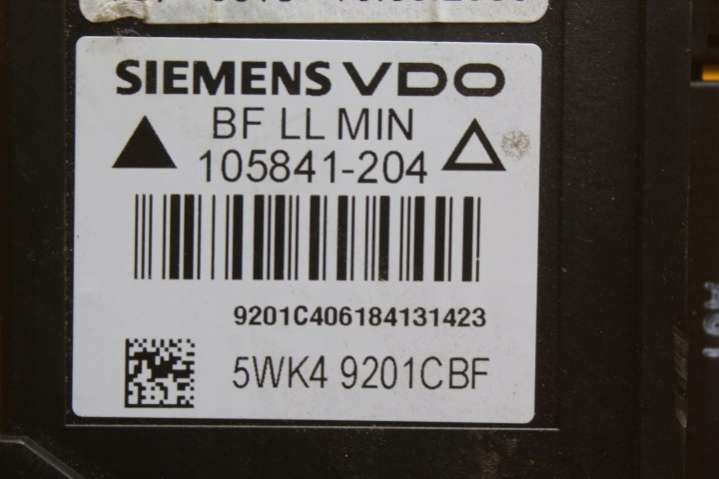 SIEMENS VDO
BF LL MIN
105841-204
9201C406184131423
5WK4 9201CBF